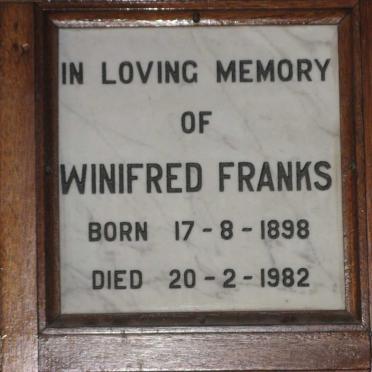 IN LOVING MEMORY
OF
WINIFRED FRANKS
BORN 17-8-1898
DIED 20-2-1982